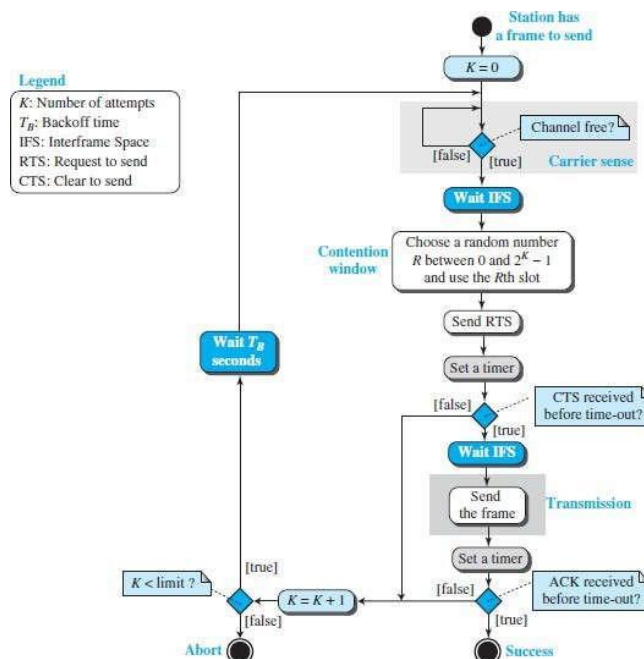 Station has
a frame to send
Legend
K: Number of attempts
T_B: Backoff time
IFS: Interframe Space
RTS: Request to send
CTS: Clear to send
K = 0
Channel free?
[false]
[true]
Carrier sense
Wait IFS
Contention
window
Choose a random number
R between 0 and 2^K − 1
and use the Rth slot
Send RTS
Wait T_B
seconds
Set a timer
CTS received
before time-out?
[false]
[true]
Wait IFS
Send
the frame
Transmission
Set a timer
ACK received
before time-out?
[false]
[true]
K = K + 1
K < limit ?
[true]
[false]
Abort
Success